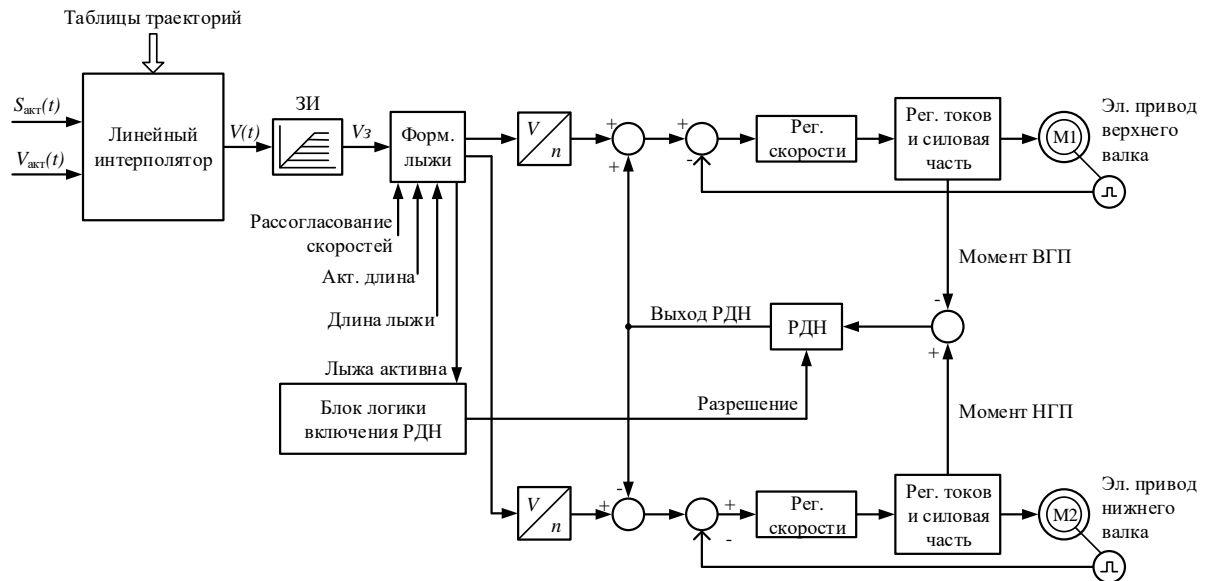 Таблицы траекторий
Sакт(t)
Vакт(t)
Линейный
интерполятор
V(t)
ЗИ
Vз
Форм.
лыжи
Рассогласование
скоростей
Акт. длина
Длина лыжи
Лыжа активна
Блок логики
включения РДН
V
n
+
+
+
-
Рег.
скорости
Рег. токов
и силовая
часть
М1
Эл. привод
верхнего
валка
Момент ВГП
-
+
РДН
Выход РДН
Разрешение
Момент НГП
V
n
-
+
+
-
Рег.
скорости
Рег. токов
и силовая
часть
М2
Эл. привод
нижнего
валка